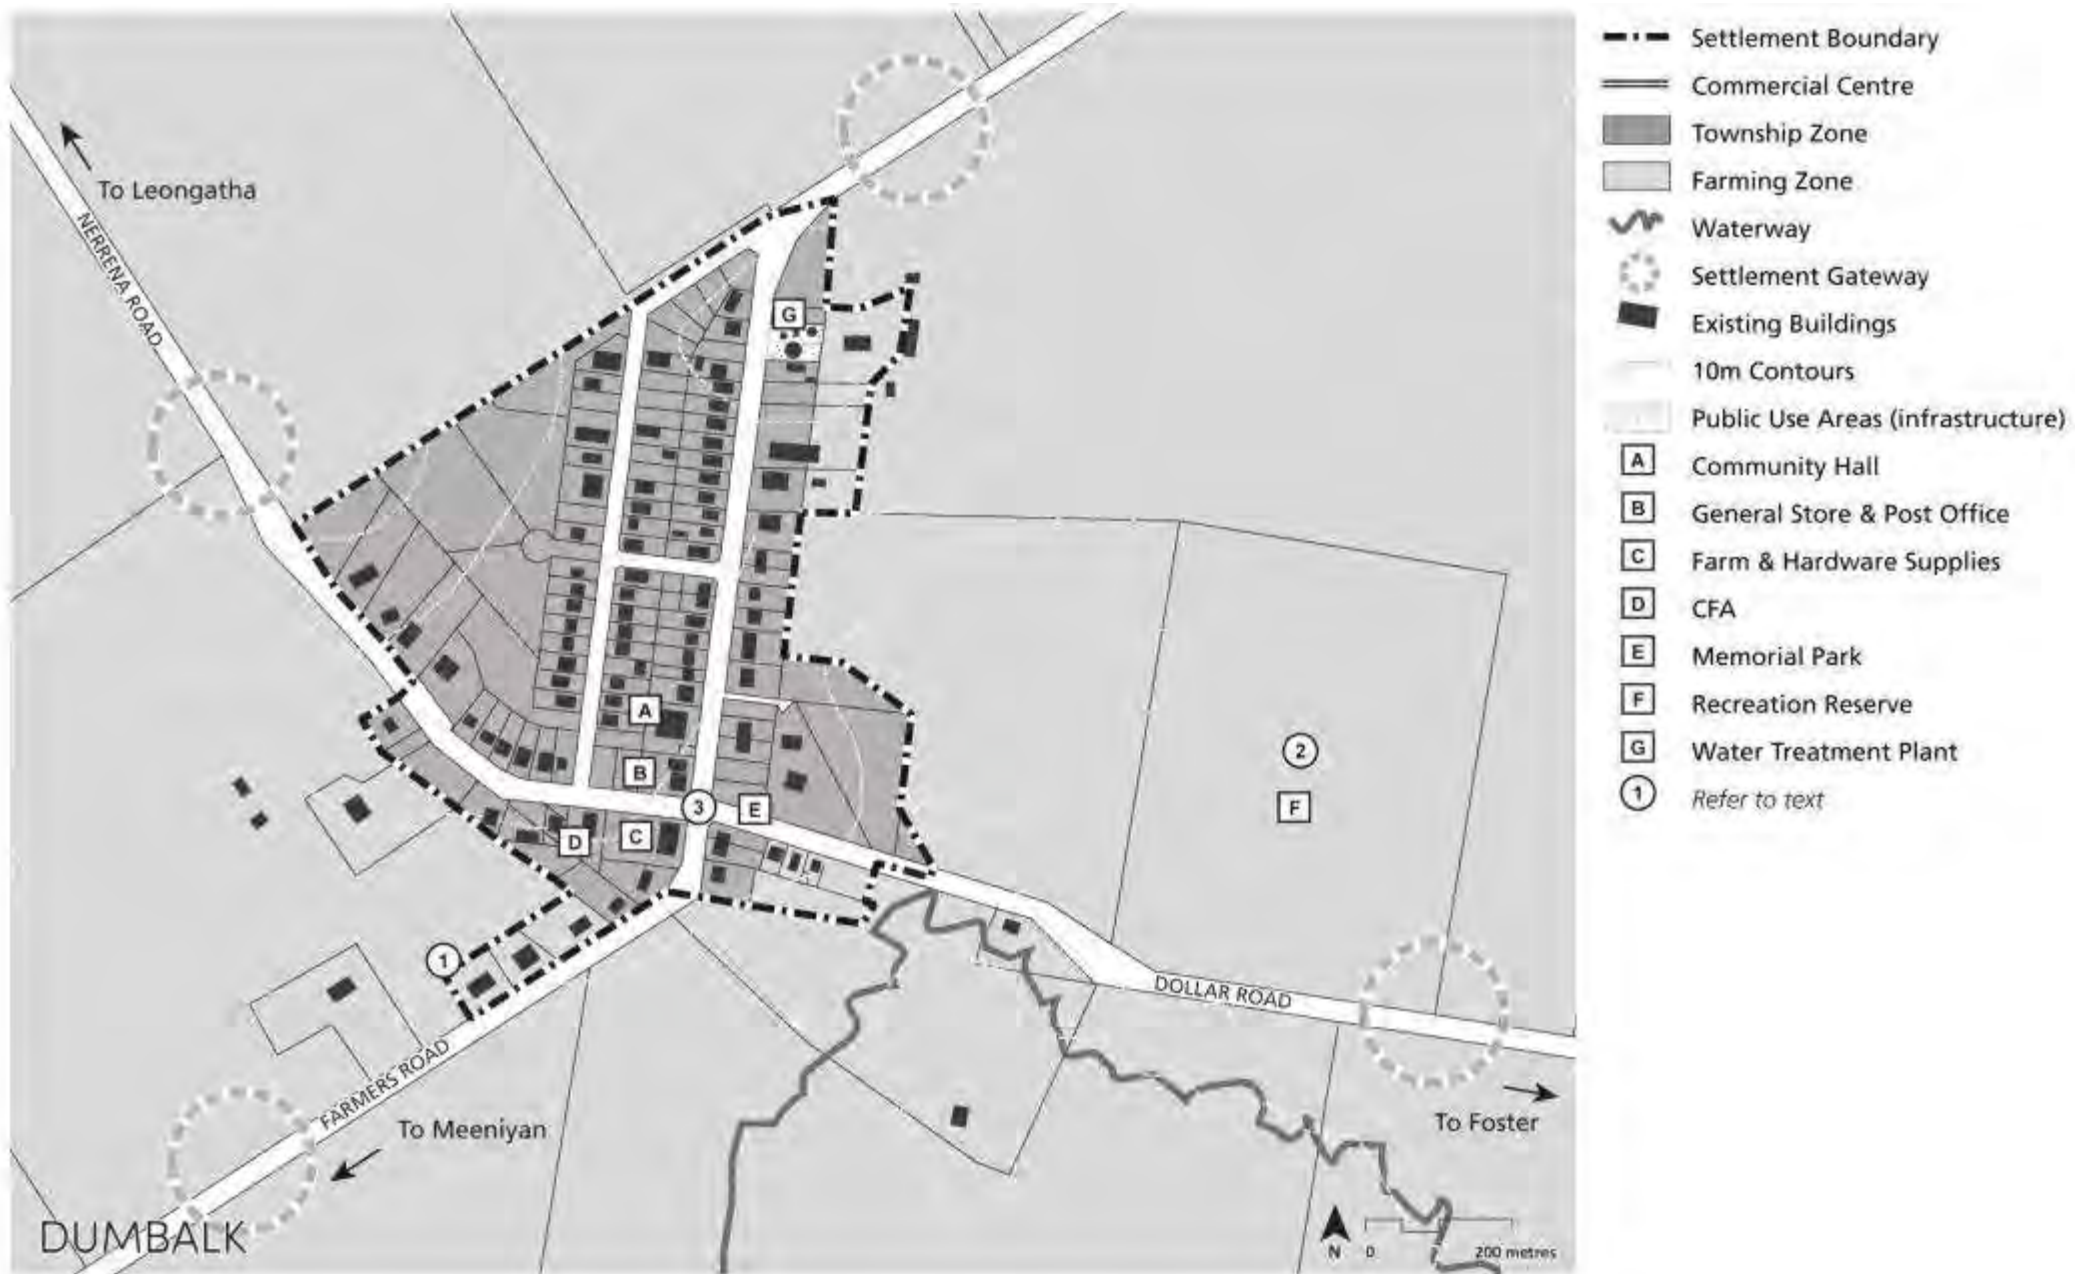 To Leongatha
NERRENA ROAD
G
A
B
3
E
D
C
2
F
1
DOLLAR ROAD
FARMERS ROAD
To Meeniyan
To Foster
DUMBALK
N 0 200 metres
Settlement Boundary
Commercial Centre
Township Zone
Farming Zone
Waterway
Settlement Gateway
Existing Buildings
10m Contours
Public Use Areas (infrastructure)
A Community Hall
B General Store & Post Office
C Farm & Hardware Supplies
D CFA
E Memorial Park
F Recreation Reserve
G Water Treatment Plant
1 Refer to text